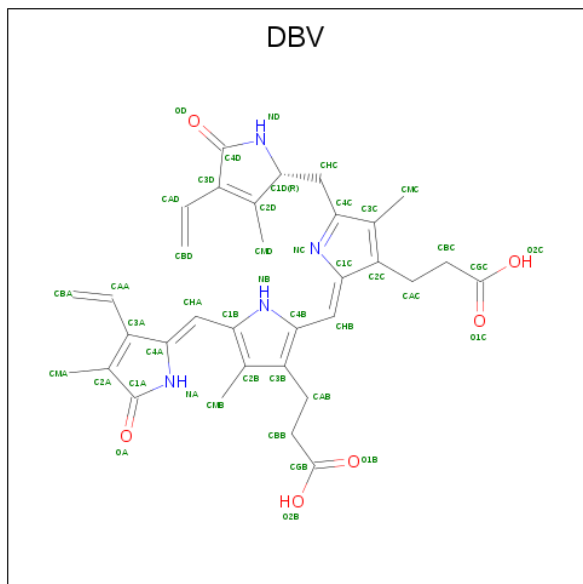 DBV
OD
O
H
N
ND
C4D
C1D(R)
CHC
C3D
CAD
C2D
C4C
CMC
C3C
CBD
CMD
NC
N
CBC
O2C
OH
CGC
C1C
C2C
CAC
O
O1C
NB
H
N
CBA
CAA
CHA
C1B
C4B
CHB
C3A
C4A
CMA
C2A
C1A
NH
NA
C2B
C3B
CMB
CAB
O
OA
CBB
CGB
O
O1B
HO
O2B